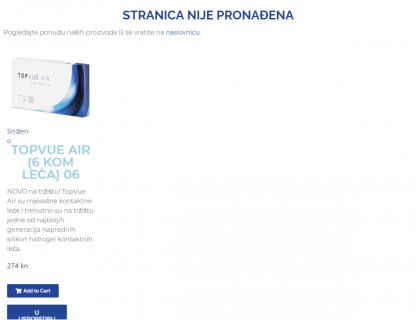 STRANICA NIJE PRONAĐENA
Pogledajte ponudu naših proizvoda ili se vratite na naslovnicu.
TOPVUE AIR
Snižen
o
TOPVUE AIR
(6 KOM
LEĆA) 06
NOVO na tržištu! TopVue
Air su mjesečne kontaktne
leće i trenutno su na tržištu
jedne od najboljih
generacija naprednih
silikon hidrogel kontaktnih
leća.
274 kn
Add to Cart
U
USPOREDBU